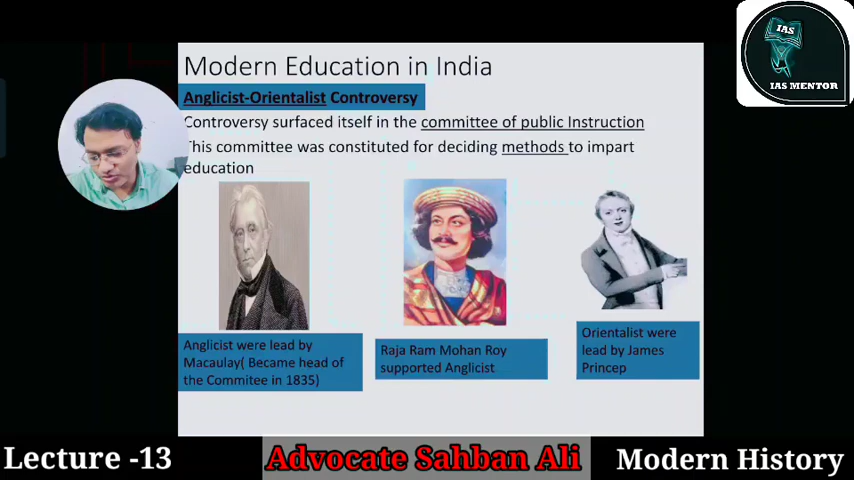 IAS
IAS MENTOR
Modern Education in India
Anglicist-Orientalist Controversy
Controversy surfaced itself in the committee of public Instruction
This committee was constituted for deciding methods to impart
education
Anglicist were lead by
Macaulay( Became head of
the Commitee in 1835)
Raja Ram Mohan Roy
supported Anglicist
Orientalist were
lead by James
Princep
Lecture -13
Advocate Sahban Ali
Modern History